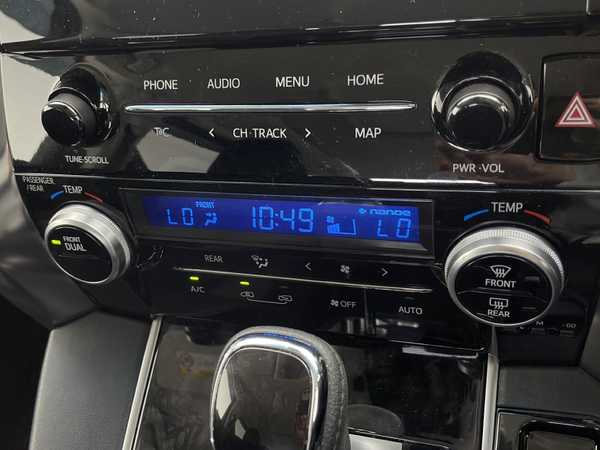 PHONE AUDIO MENU HOME
T&C < CH·TRACK > MAP
TUNE·SCROLL
PWR·VOL
PASSENGER
/REAR
TEMP
FRONT
DUAL
FRONT
LO 10:49 nanoe LO
TEMP
FRONT
REAR
REAR < >
A/C OFF AUTO